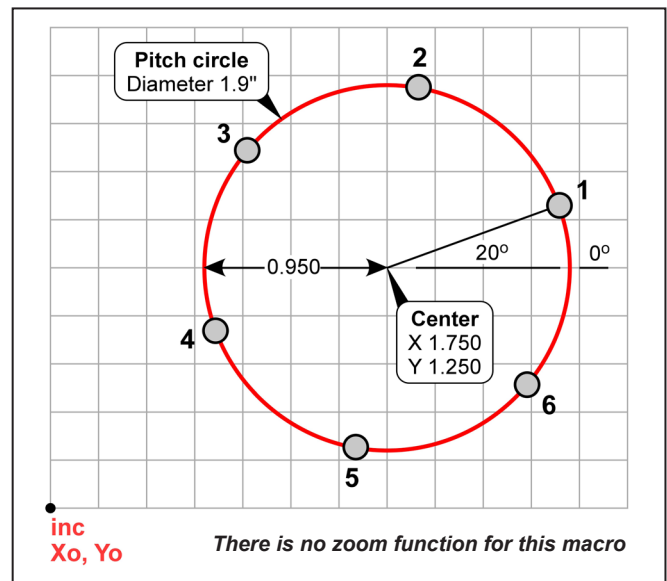 2
Pitch circle
Diameter 1.9"
3
1
20º
0º
0.950
Center
X 1.750
Y 1.250
4
6
5
inc
Xo, Yo
There is no zoom function for this macro